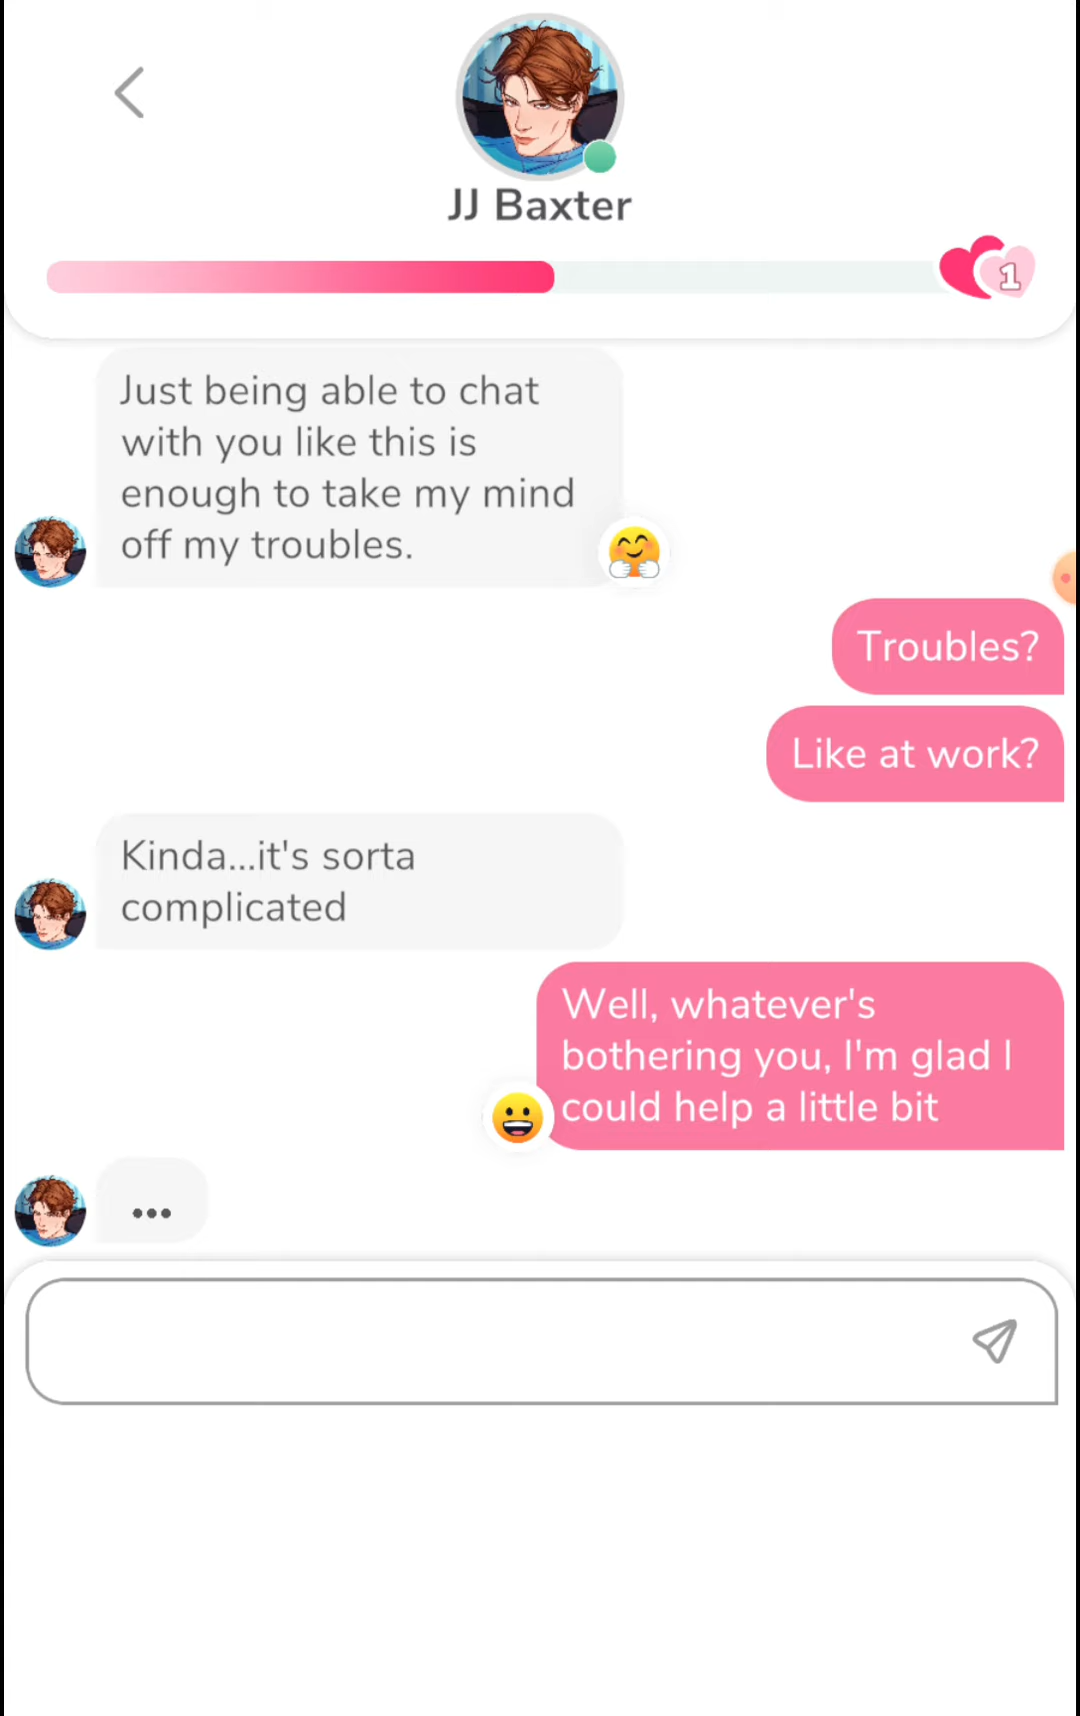 JJ Baxter
1
Just being able to chat
with you like this is
enough to take my mind
off my troubles.
Troubles?
Like at work?
Kinda...it's sorta
complicated
Well, whatever's
bothering you, I'm glad I
could help a little bit
...